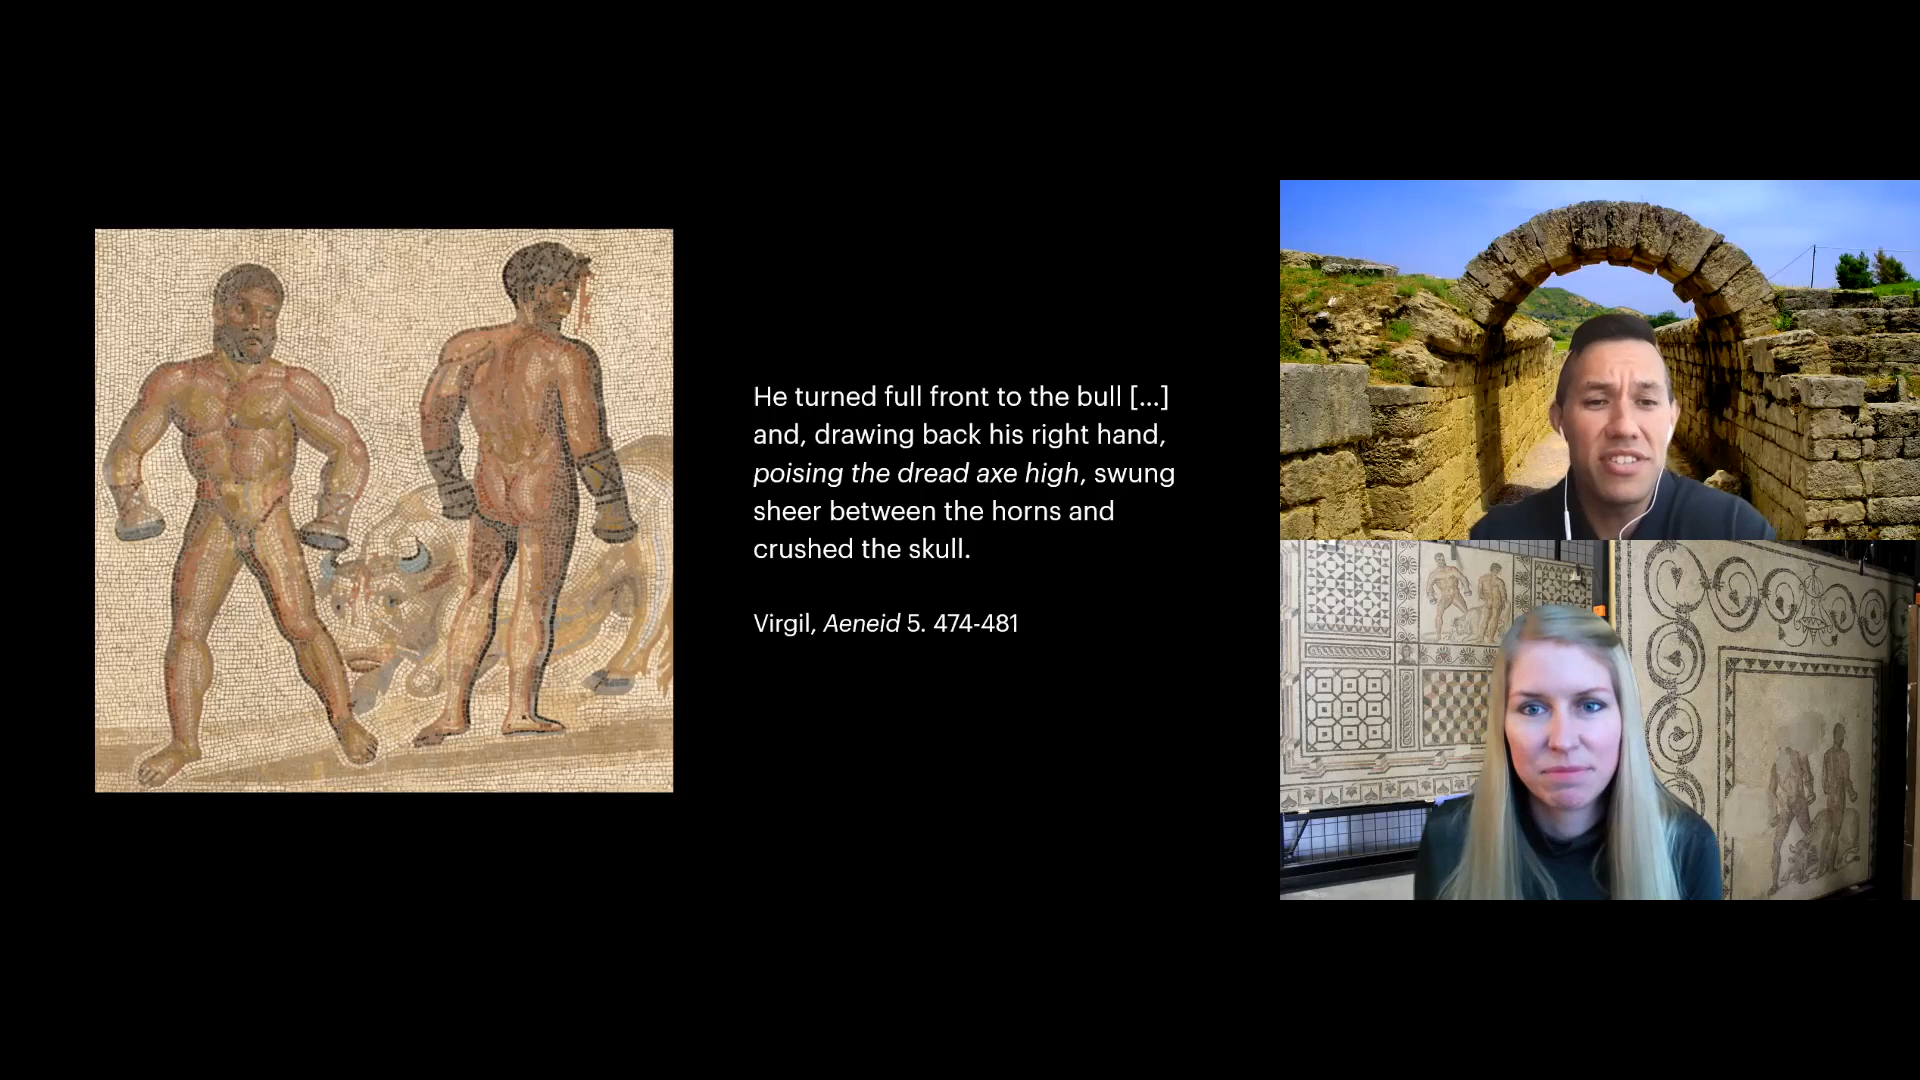 He turned full front to the bull [...]
and, drawing back his right hand,
poising the dread axe high, swung
sheer between the horns and
crushed the skull.
Virgil, Aeneid 5. 474-481